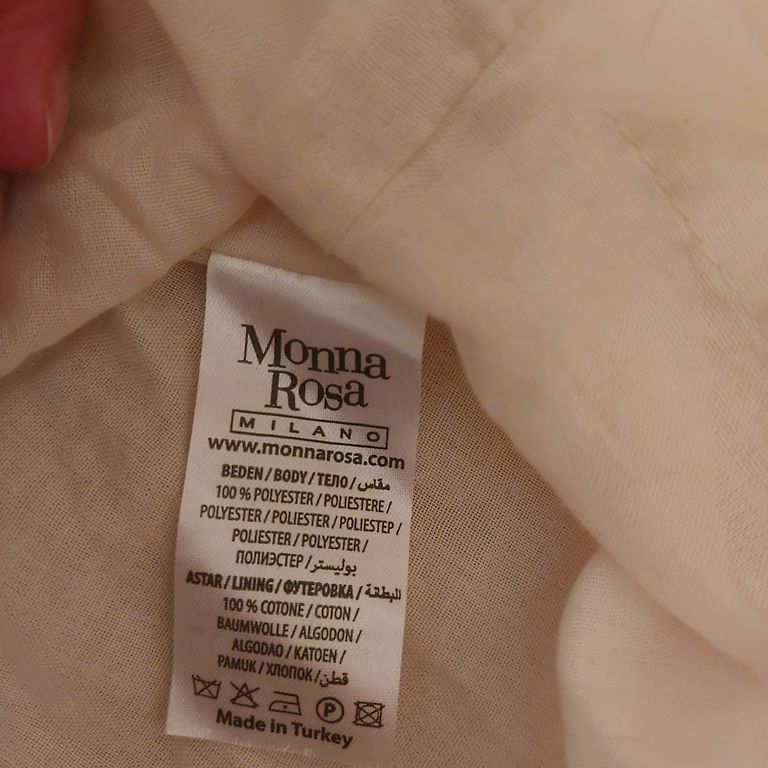 Monna
Rosa
MILANO
www.monnarosa.com
BEDEN / BODY / ТЕЛО / مقاس
100 % POLYESTER / POLIESTERE /
POLYESTER / POLIESTER / POLIESTEP /
POLIESTER / POLYESTER /
ПОЛИЭСТЕР / بوليستر
ASTAR / LINING / ФУТЕРОВКА / للبطانة
100 % COTONE / COTON /
BAUMWOLLE / ALGODON /
ALGODAO / KATOEN /
PAMUK / ХЛОПОК / قطن
P
Made in Turkey